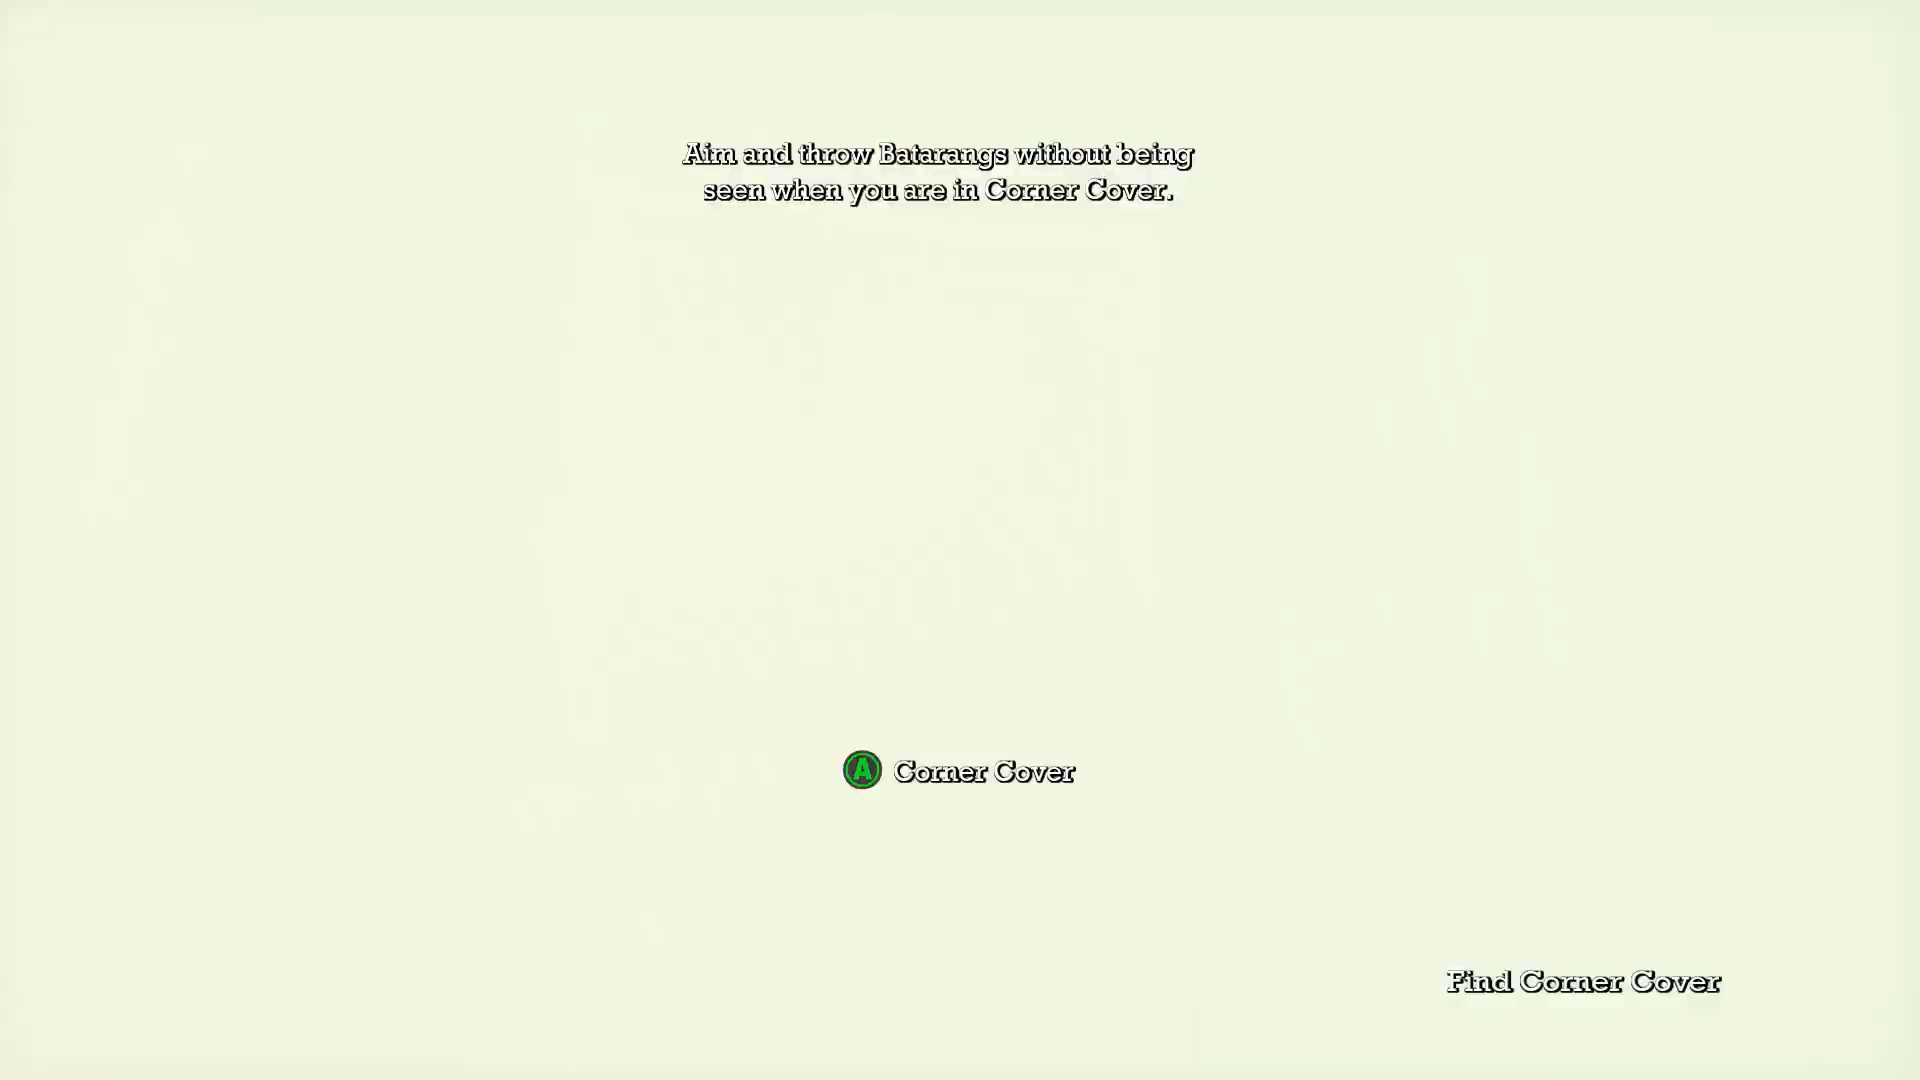 Aim and throw Batarangs without being
seen when you are in Corner Cover.
A Corner Cover
Find Corner Cover